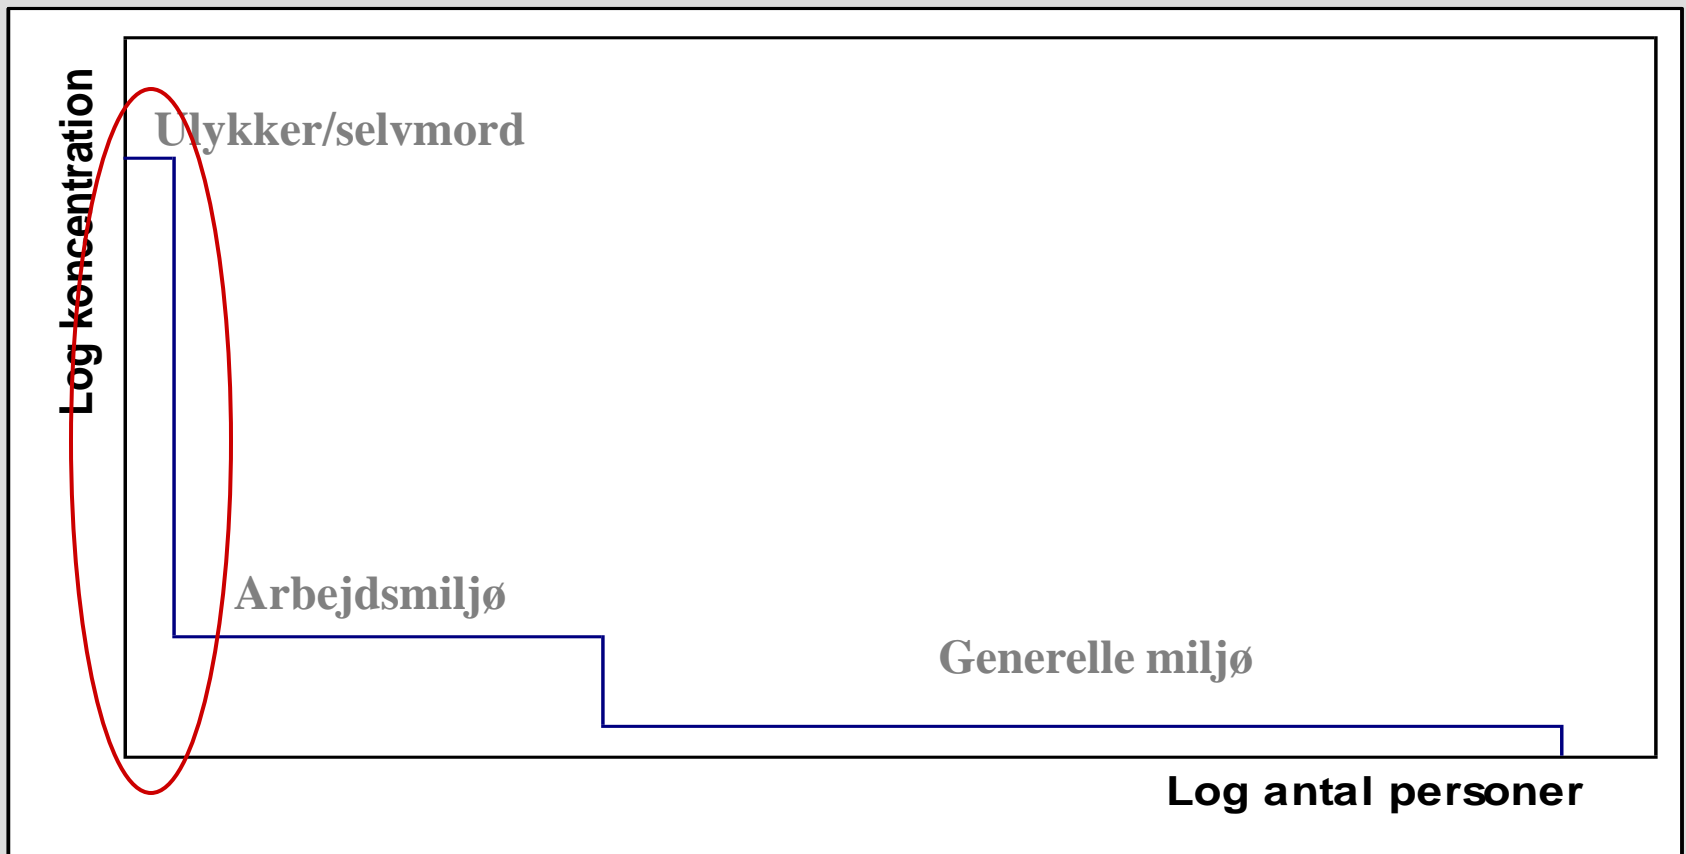 Log koncentration
Ulykker/selvmord
Arbejdsmiljø
Generelle miljø
Log antal personer